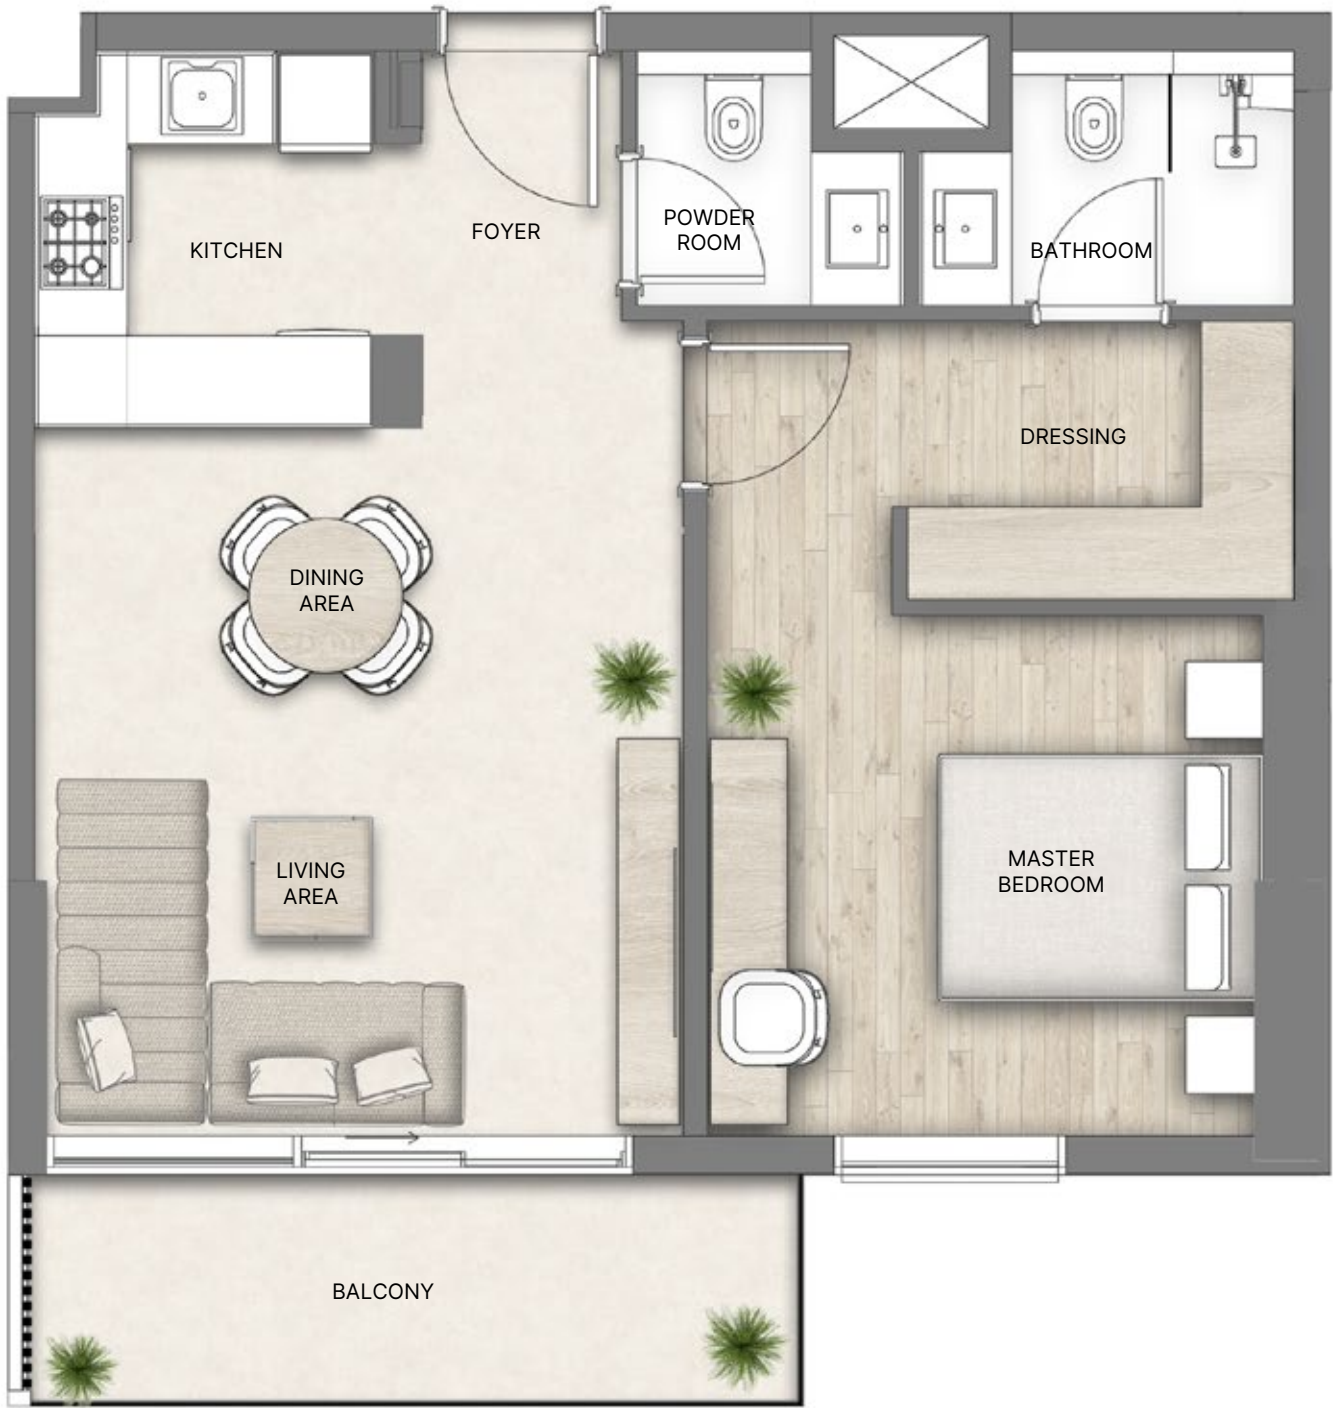 FOYER
POWDER
ROOM
KITCHEN
BATHROOM
DRESSING
DINING
AREA
LIVING
AREA
MASTER
BEDROOM
BALCONY